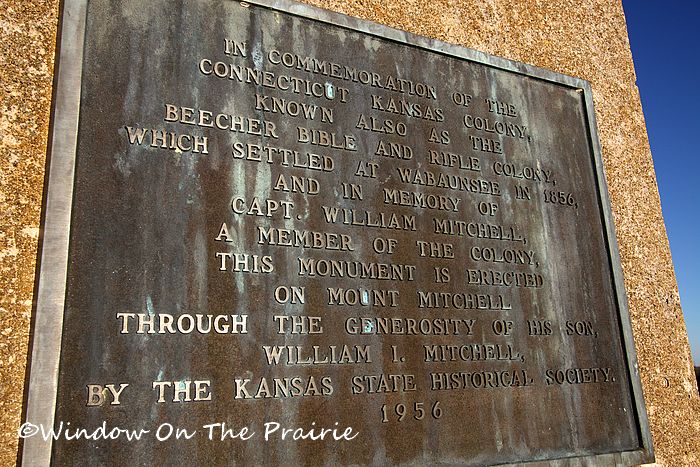 IN COMMEMORATION OF THE
CONNECTICUT KANSAS COLONY,
KNOWN ALSO AS THE
BEECHER BIBLE AND RIFLE COLONY,
WHICH SETTLED AT WABAUNSEE IN 1856,
AND IN MEMORY OF
CAPT. WILLIAM MITCHELL,
A MEMBER OF THE COLONY,
THIS MONUMENT IS ERECTED
ON MOUNT MITCHELL
THROUGH THE GENEROSITY OF HIS SON,
WILLIAM I. MITCHELL,
BY THE KANSAS STATE HISTORICAL SOCIETY.
1956
©Window On The Prairie